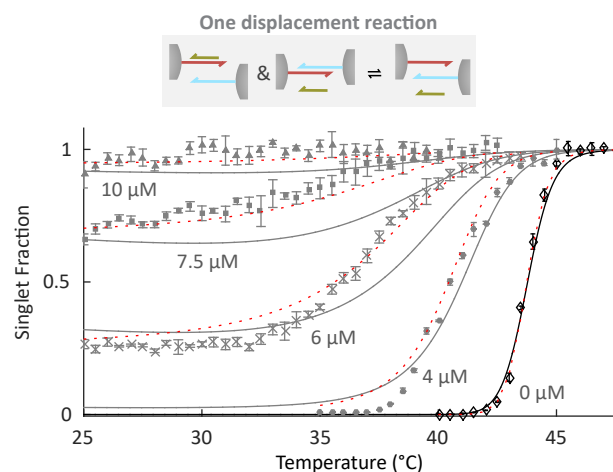 One displacement reaction
& ⇌
Singlet Fraction
1
0.5
0
10 μM
7.5 μM
6 μM
4 μM
0 μM
25 30 35 40 45
Temperature (°C)